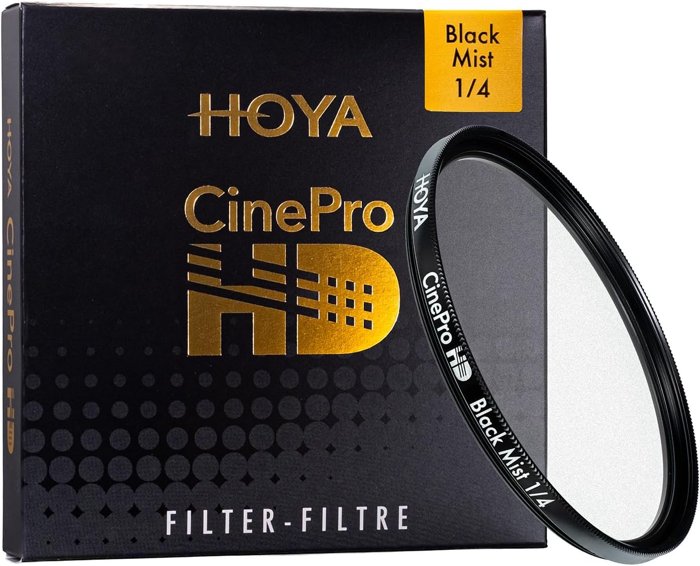 Black
Mist
1/4
HOYA
CinePro
HD
FILTER-FILTRE
HOYA CinePro HD
HOYA CinePro HD Black Mist 1/4